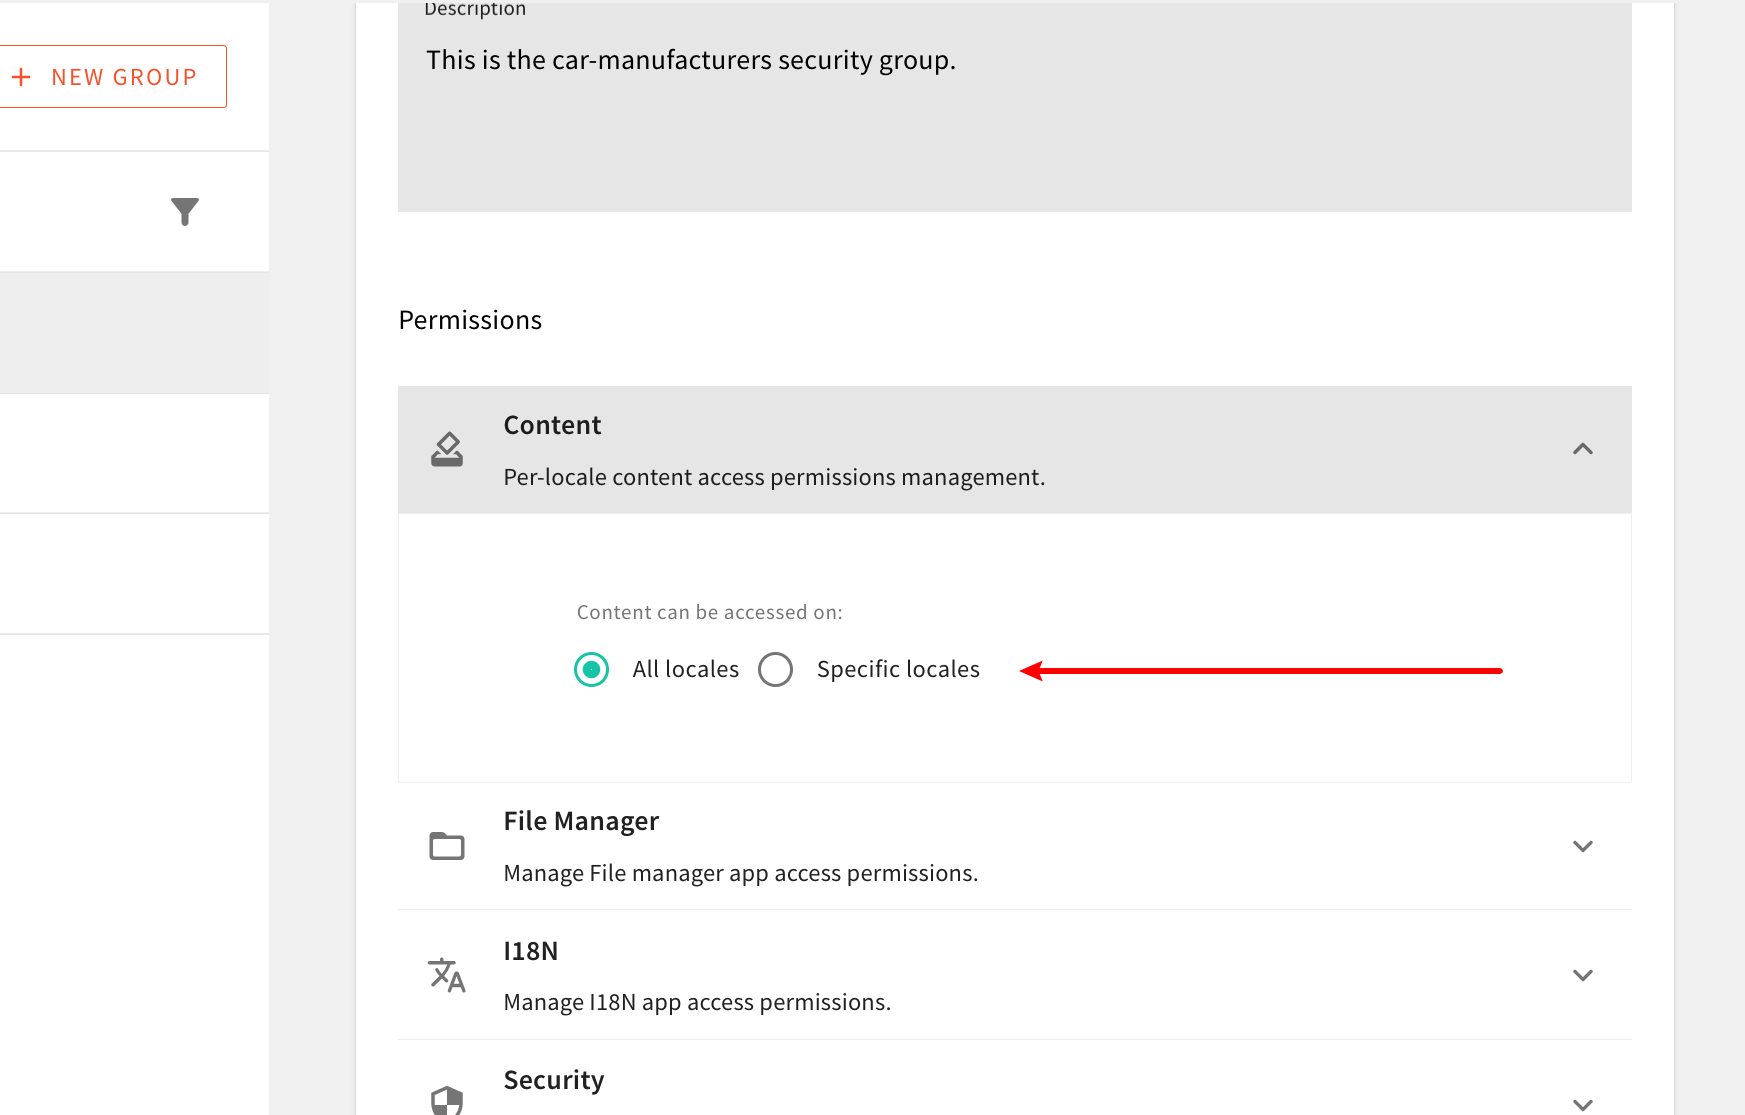 Description
This is the car-manufacturers security group.
+ NEW GROUP
Permissions
Content
Per-locale content access permissions management.
Content can be accessed on:
All locales Specific locales
File Manager
Manage File manager app access permissions.
I18N
Manage I18N app access permissions.
Security